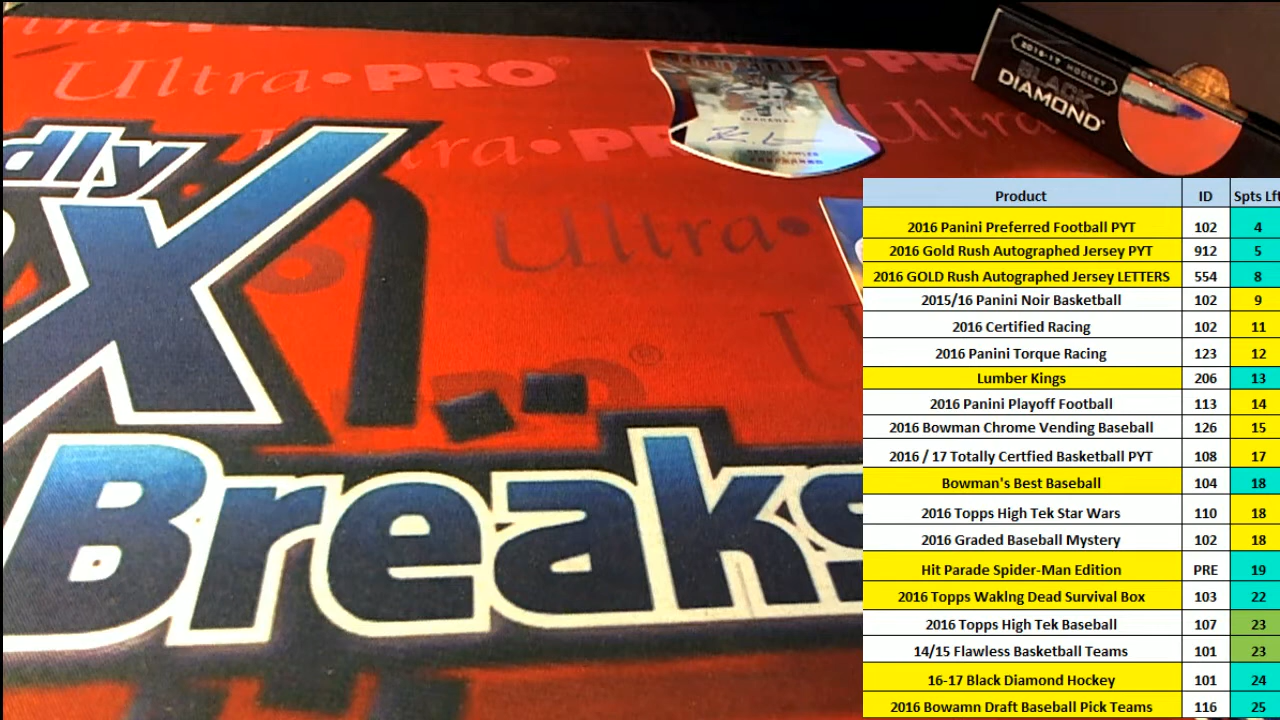 Ultra•PRO®
2016-17 HOCKEY
BLACK
DIAMOND
Ultra
dly
X
Ultra
Breaks
Product ID Spts Lft
2016 Panini Preferred Football PYT 102 4
2016 Gold Rush Autographed Jersey PYT 912 5
2016 GOLD Rush Autographed Jersey LETTERS 554 8
2015/16 Panini Noir Basketball 102 9
2016 Certified Racing 102 11
2016 Panini Torque Racing 123 12
Lumber Kings 206 13
2016 Panini Playoff Football 113 14
2016 Bowman Chrome Vending Baseball 126 15
2016 / 17 Totally Certfied Basketball PYT 108 17
Bowman's Best Baseball 104 18
2016 Topps High Tek Star Wars 110 18
2016 Graded Baseball Mystery 102 18
Hit Parade Spider-Man Edition PRE 19
2016 Topps Waklng Dead Survival Box 103 22
2016 Topps High Tek Baseball 107 23
14/15 Flawless Basketball Teams 101 23
16-17 Black Diamond Hockey 101 24
2016 Bowamn Draft Baseball Pick Teams 116 25